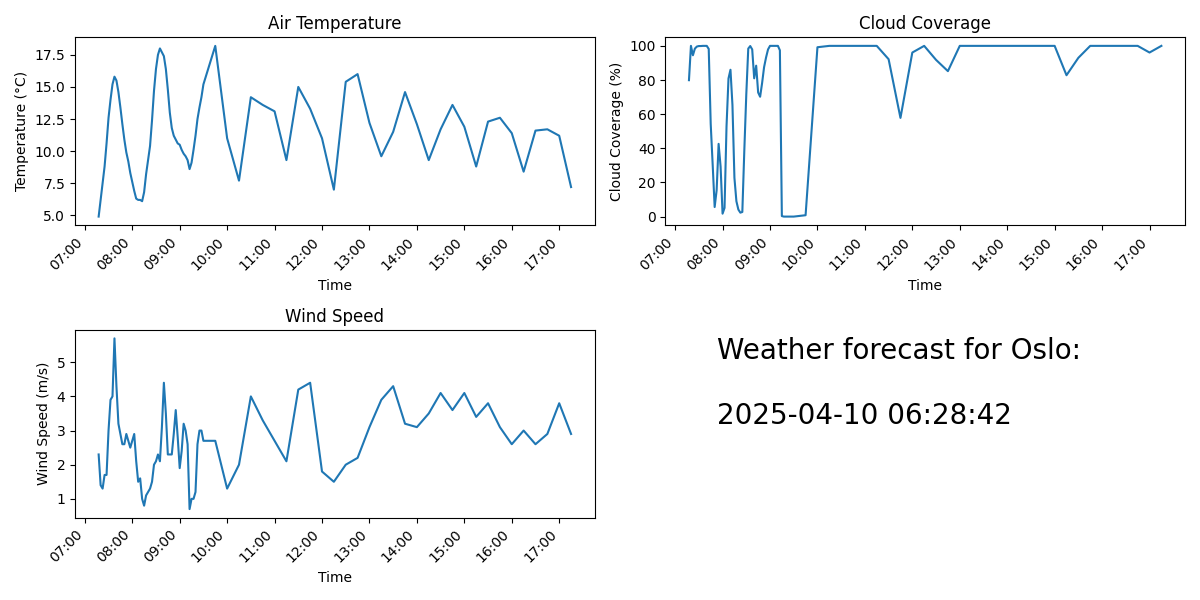 Air Temperature
Temperature (°C)
17.5
15.0
12.5
10.0
7.5
5.0
07:00 08:00 09:00 10:00 11:00 12:00 13:00 14:00 15:00 16:00 17:00
Time
Cloud Coverage
Cloud Coverage (%)
100
80
60
40
20
0
07:00 08:00 09:00 10:00 11:00 12:00 13:00 14:00 15:00 16:00 17:00
Time
Wind Speed
Wind Speed (m/s)
5
4
3
2
1
07:00 08:00 09:00 10:00 11:00 12:00 13:00 14:00 15:00 16:00 17:00
Time
Weather forecast for Oslo:
2025-04-10 06:28:42